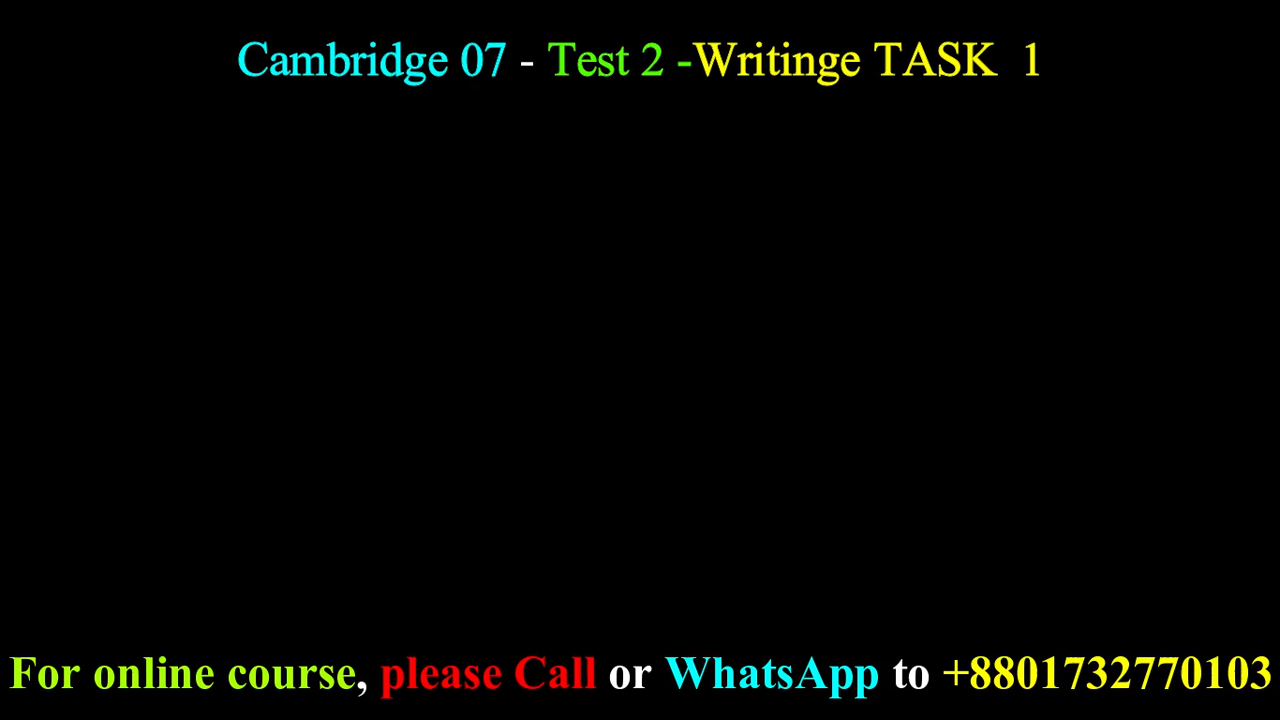 Cambridge 07 - Test 2 -Writinge TASK 1
For online course, please Call or WhatsApp to +8801732770103